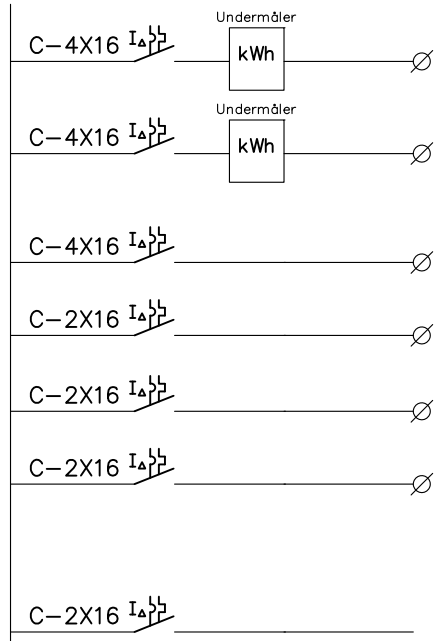 Undermåler
C-4X16 I∆ kWh
Undermåler
C-4X16 I∆ kWh
C-4X16 I∆
C-2X16 I∆
C-2X16 I∆
C-2X16 I∆
C-2X16 I∆